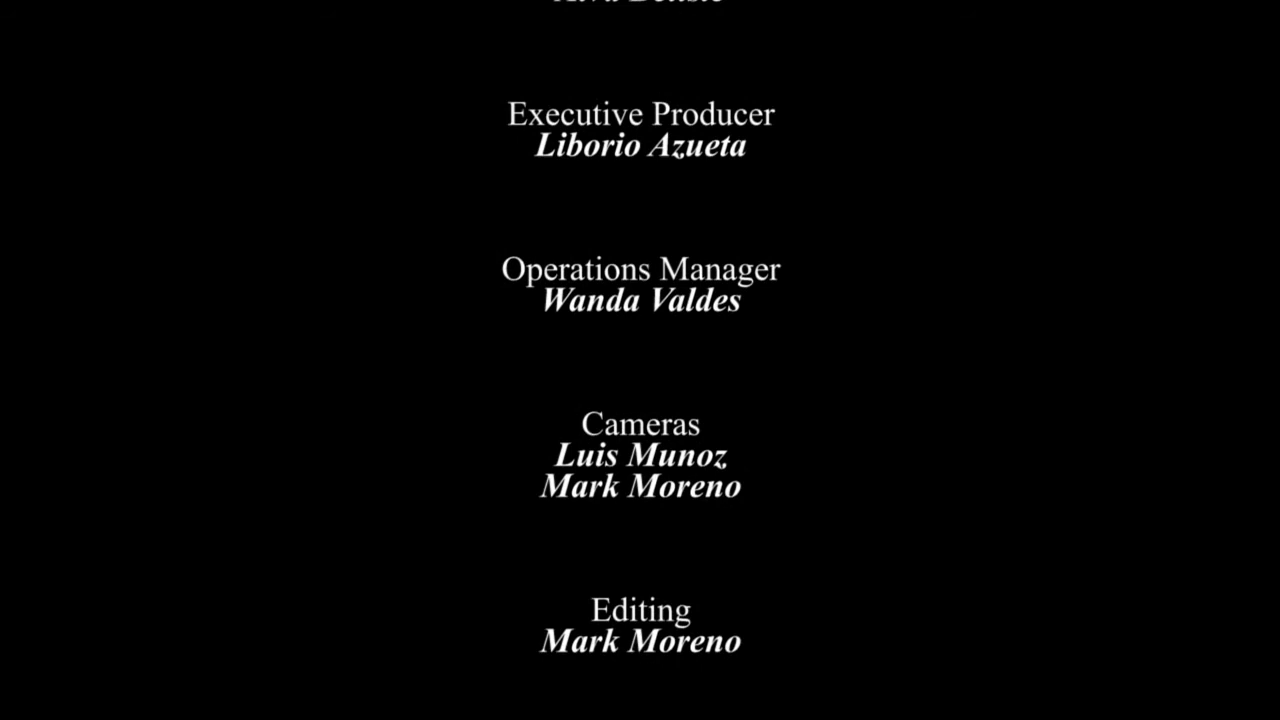 Executive Producer
Liborio Azueta
Operations Manager
Wanda Valdes
Cameras
Luis Munoz
Mark Moreno
Editing
Mark Moreno